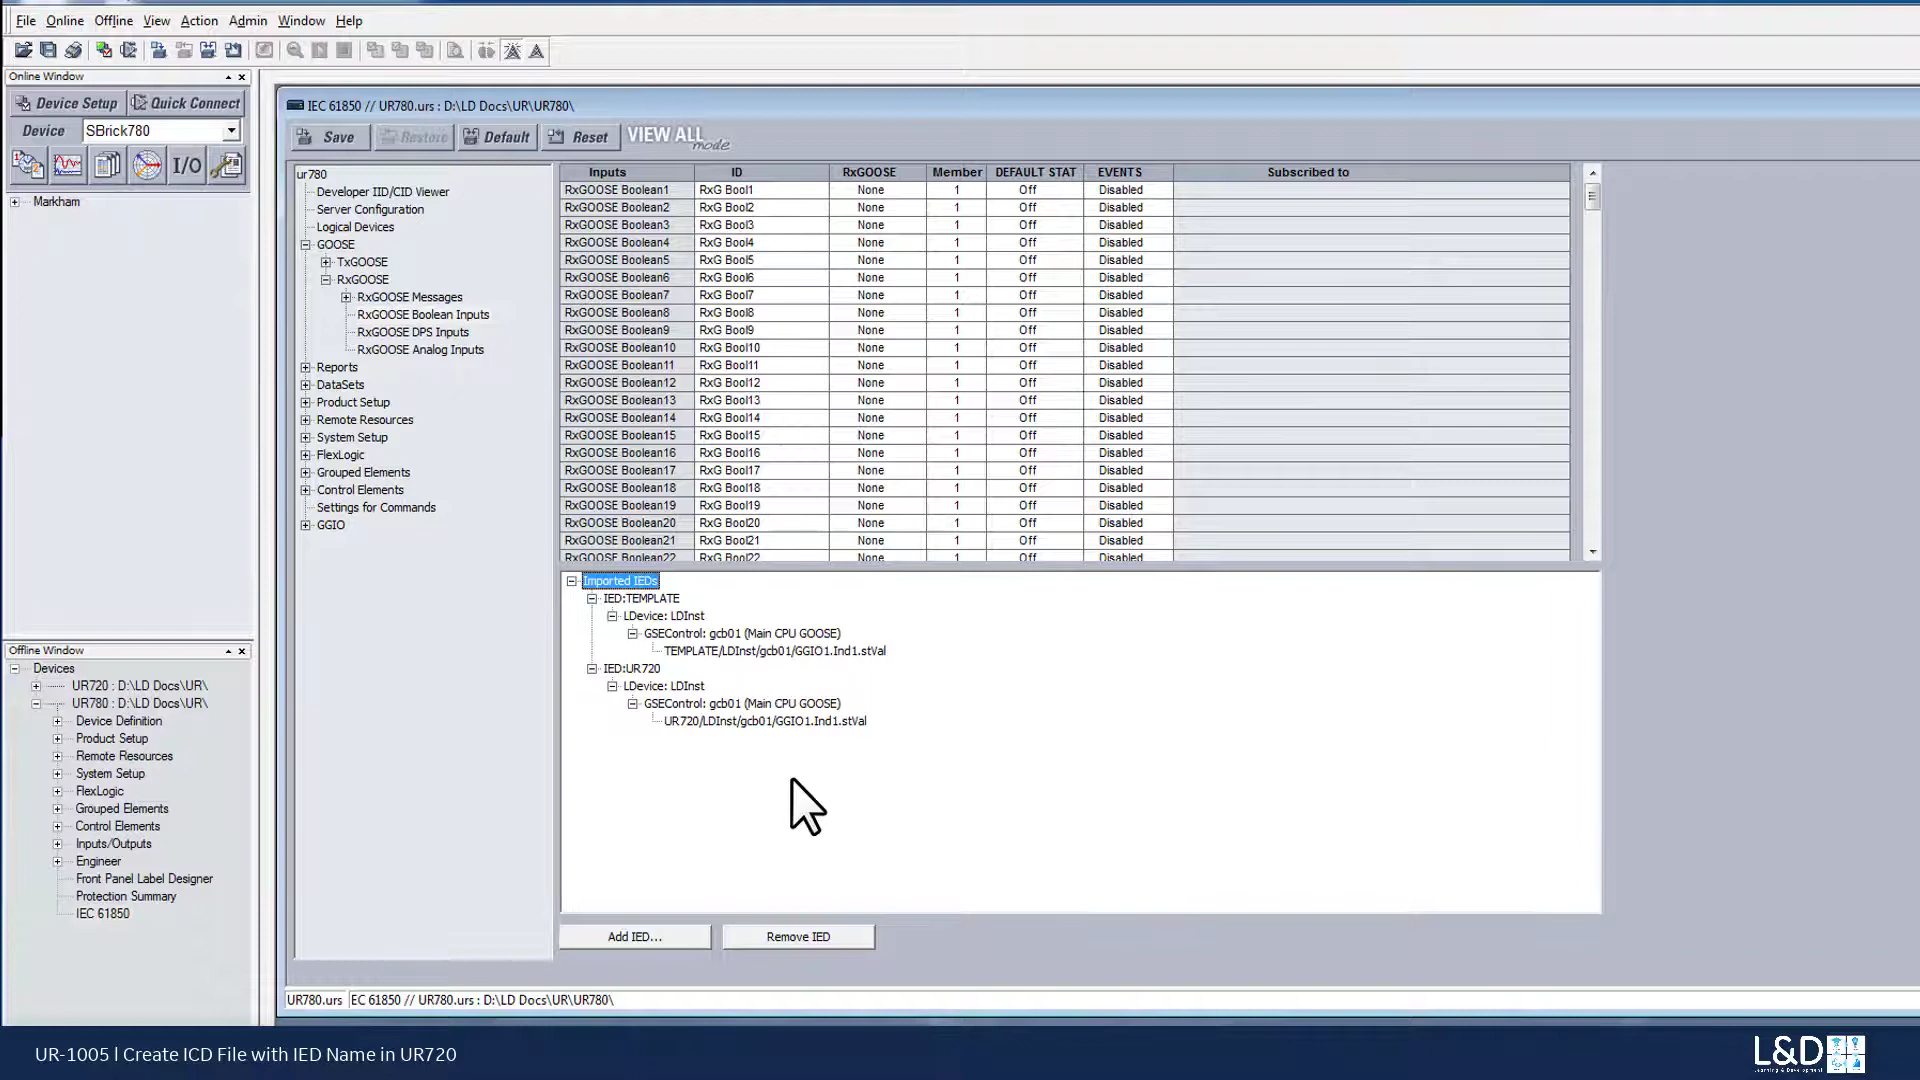 File Online Offline View Action Admin Window Help
Online Window
Device Setup Quick Connect
Device SBrick780
I/O
Markham
Offline Window
Devices
UR720 : D:\LD Docs\UR\
UR780 : D:\LD Docs\UR\
Device Definition
Product Setup
Remote Resources
System Setup
FlexLogic
Grouped Elements
Control Elements
Inputs/Outputs
Engineer
Front Panel Label Designer
Protection Summary
IEC 61850
IEC 61850 // UR780.urs : D:\LD Docs\UR\UR780\
Save Restore Default Reset VIEW ALL mode
ur780
Developer IID/CID Viewer
Server Configuration
Logical Devices
GOOSE
TxGOOSE
RxGOOSE
RxGOOSE Messages
RxGOOSE Boolean Inputs
RxGOOSE DPS Inputs
RxGOOSE Analog Inputs
Reports
DataSets
Product Setup
Remote Resources
System Setup
FlexLogic
Grouped Elements
Control Elements
Settings for Commands
GGIO
Inputs ID RxGOOSE Member DEFAULT STAT EVENTS Subscribed to
RxGOOSE Boolean1 RxG Bool1 None 1 Off Disabled
RxGOOSE Boolean2 RxG Bool2 None 1 Off Disabled
RxGOOSE Boolean3 RxG Bool3 None 1 Off Disabled
RxGOOSE Boolean4 RxG Bool4 None 1 Off Disabled
RxGOOSE Boolean5 RxG Bool5 None 1 Off Disabled
RxGOOSE Boolean6 RxG Bool6 None 1 Off Disabled
RxGOOSE Boolean7 RxG Bool7 None 1 Off Disabled
RxGOOSE Boolean8 RxG Bool8 None 1 Off Disabled
RxGOOSE Boolean9 RxG Bool9 None 1 Off Disabled
RxGOOSE Boolean10 RxG Bool10 None 1 Off Disabled
RxGOOSE Boolean11 RxG Bool11 None 1 Off Disabled
RxGOOSE Boolean12 RxG Bool12 None 1 Off Disabled
RxGOOSE Boolean13 RxG Bool13 None 1 Off Disabled
RxGOOSE Boolean14 RxG Bool14 None 1 Off Disabled
RxGOOSE Boolean15 RxG Bool15 None 1 Off Disabled
RxGOOSE Boolean16 RxG Bool16 None 1 Off Disabled
RxGOOSE Boolean17 RxG Bool17 None 1 Off Disabled
RxGOOSE Boolean18 RxG Bool18 None 1 Off Disabled
RxGOOSE Boolean19 RxG Bool19 None 1 Off Disabled
RxGOOSE Boolean20 RxG Bool20 None 1 Off Disabled
RxGOOSE Boolean21 RxG Bool21 None 1 Off Disabled
RxGOOSE Boolean22 RxG Bool22 None 1 Off Disabled
Imported IEDs
IED:TEMPLATE
LDevice: LDInst
GSEControl: gcb01 (Main CPU GOOSE)
TEMPLATE/LDInst/gcb01/GGIO1.Ind1.stVal
IED:UR720
LDevice: LDInst
GSEControl: gcb01 (Main CPU GOOSE)
UR720/LDInst/gcb01/GGIO1.Ind1.stVal
Add IED... Remove IED
UR780.urs EC 61850 // UR780.urs : D:\LD Docs\UR\UR780\
UR-1005 l Create ICD File with IED Name in UR720
L&D
Learning & Development